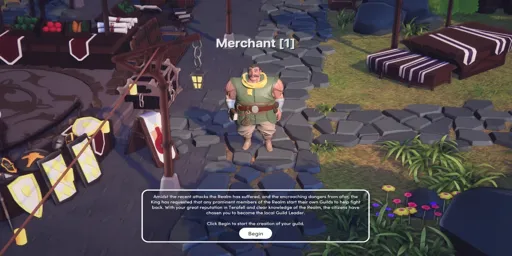 Merchant [1]
Amidst the recent attacks the Realm has suffered, and the encroaching dangers from afar, the
King has requested that any prominent members of the Realm start their own Guilds to help fight
back. With your great reputation in Terafell and clear knowledge of the Realm, the citizens have
chosen you to become the local Guild Leader.
Click Begin to start the creation of your guild.
Begin